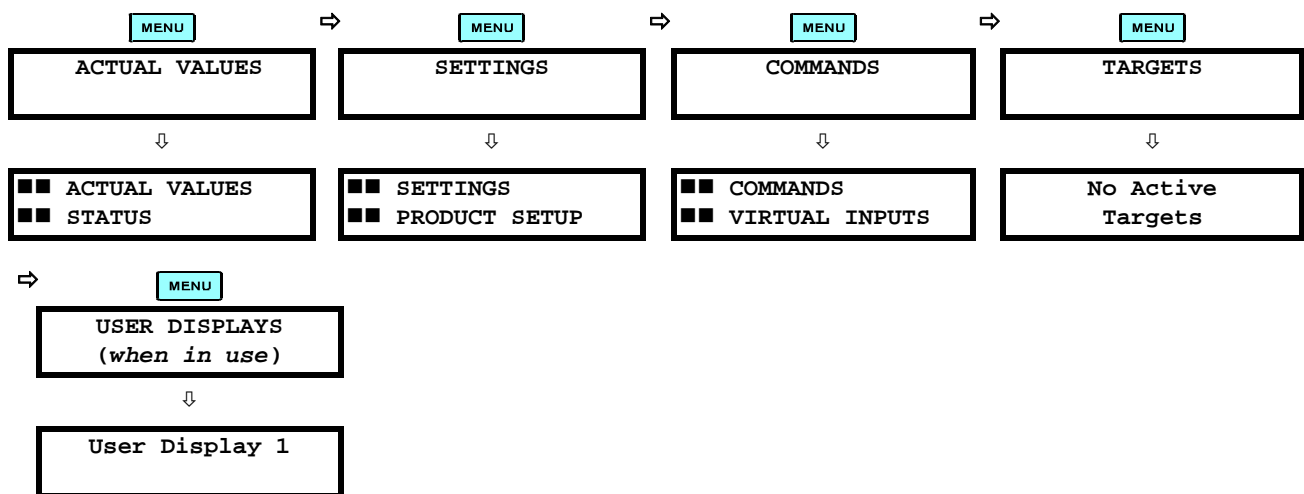 MENU ⇨ MENU ⇨ MENU ⇨ MENU
ACTUAL VALUES SETTINGS COMMANDS TARGETS
⇩ ⇩ ⇩ ⇩
■■ ACTUAL VALUES ■■ SETTINGS ■■ COMMANDS No Active
■■ STATUS ■■ PRODUCT SETUP ■■ VIRTUAL INPUTS Targets
⇨ MENU
USER DISPLAYS
(when in use)
⇩
User Display 1